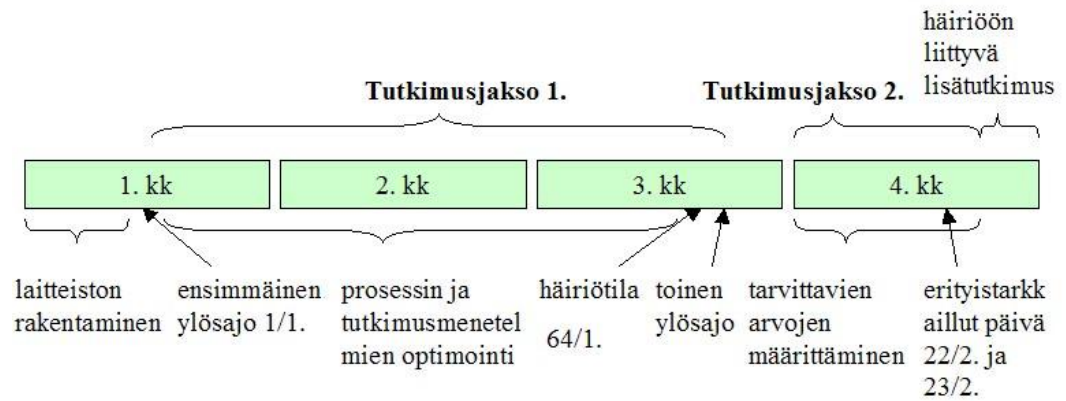 häiriöön
liittyvä
lisätutkimus
Tutkimusjakso 1.
Tutkimusjakso 2.
1. kk
2. kk
3. kk
4. kk
laitteiston
rakentaminen
ensimmäinen
ylösajo 1/1.
prosessin ja
tutkimusmenetel
mien optimointi
häiriötila
64/1.
toinen
ylösajo
tarvittavien
arvojen
määrittäminen
erityistarkk
aillut päivä
22/2. ja
23/2.